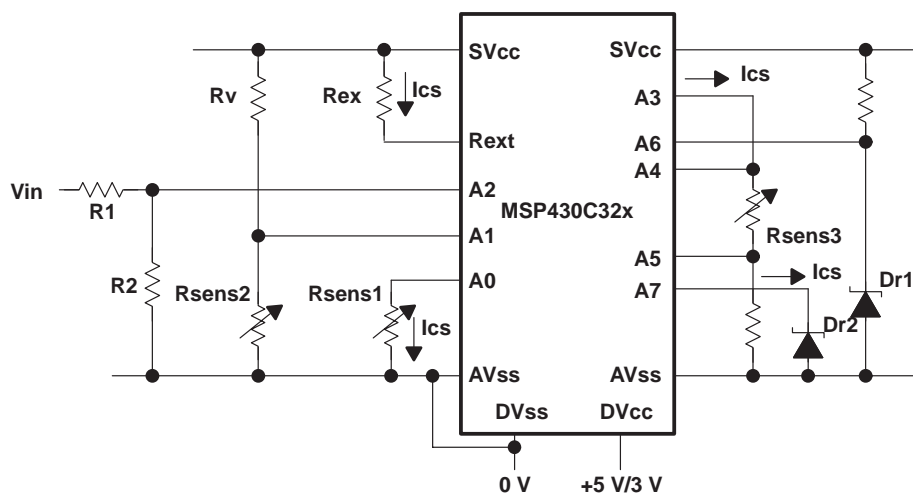 SVcc
SVcc
Ics
Rv
Rex
Ics
A3
Rext
A6
A4
Vin
A2
R1
MSP430C32x
A1
Rsens3
A5
R2
A0
Ics
Rsens2
Rsens1
A7
Dr1
Ics
Dr2
AVss
AVss
DVss
DVcc
0 V
+5 V/3 V